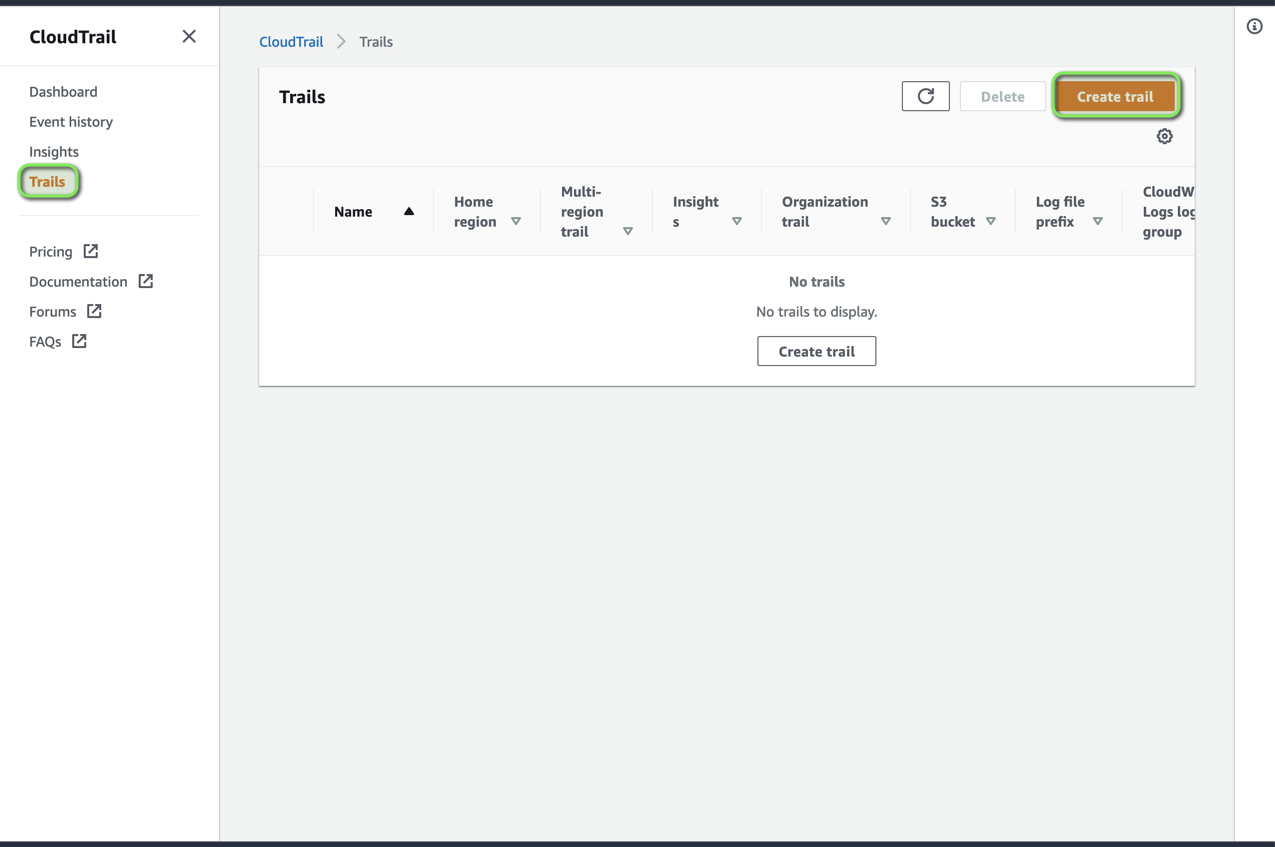 CloudTrail
Dashboard
Event history
Insights
Trails
Pricing
Documentation
Forums
FAQs
CloudTrail > Trails
Trails
Delete
Create trail
Name
Home
region
Multi-
region
trail
Insight
s
Organization
trail
S3
bucket
Log file
prefix
CloudW
Logs log
group
No trails
No trails to display.
Create trail